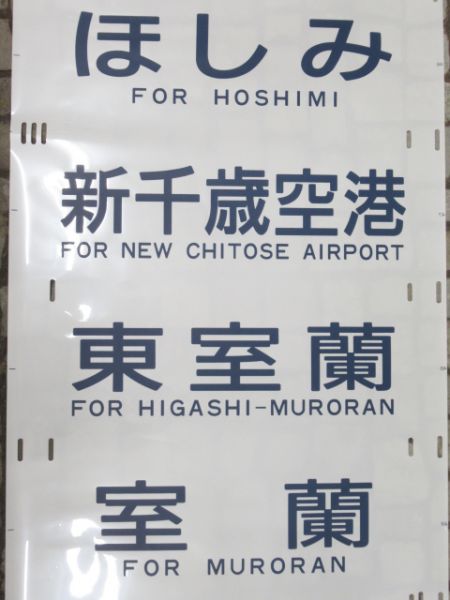 ほしみ
FOR HOSHIMI
新千歳空港
FOR NEW CHITOSE AIRPORT
東室蘭
FOR HIGASHI-MURORAN
室蘭
FOR MURORAN